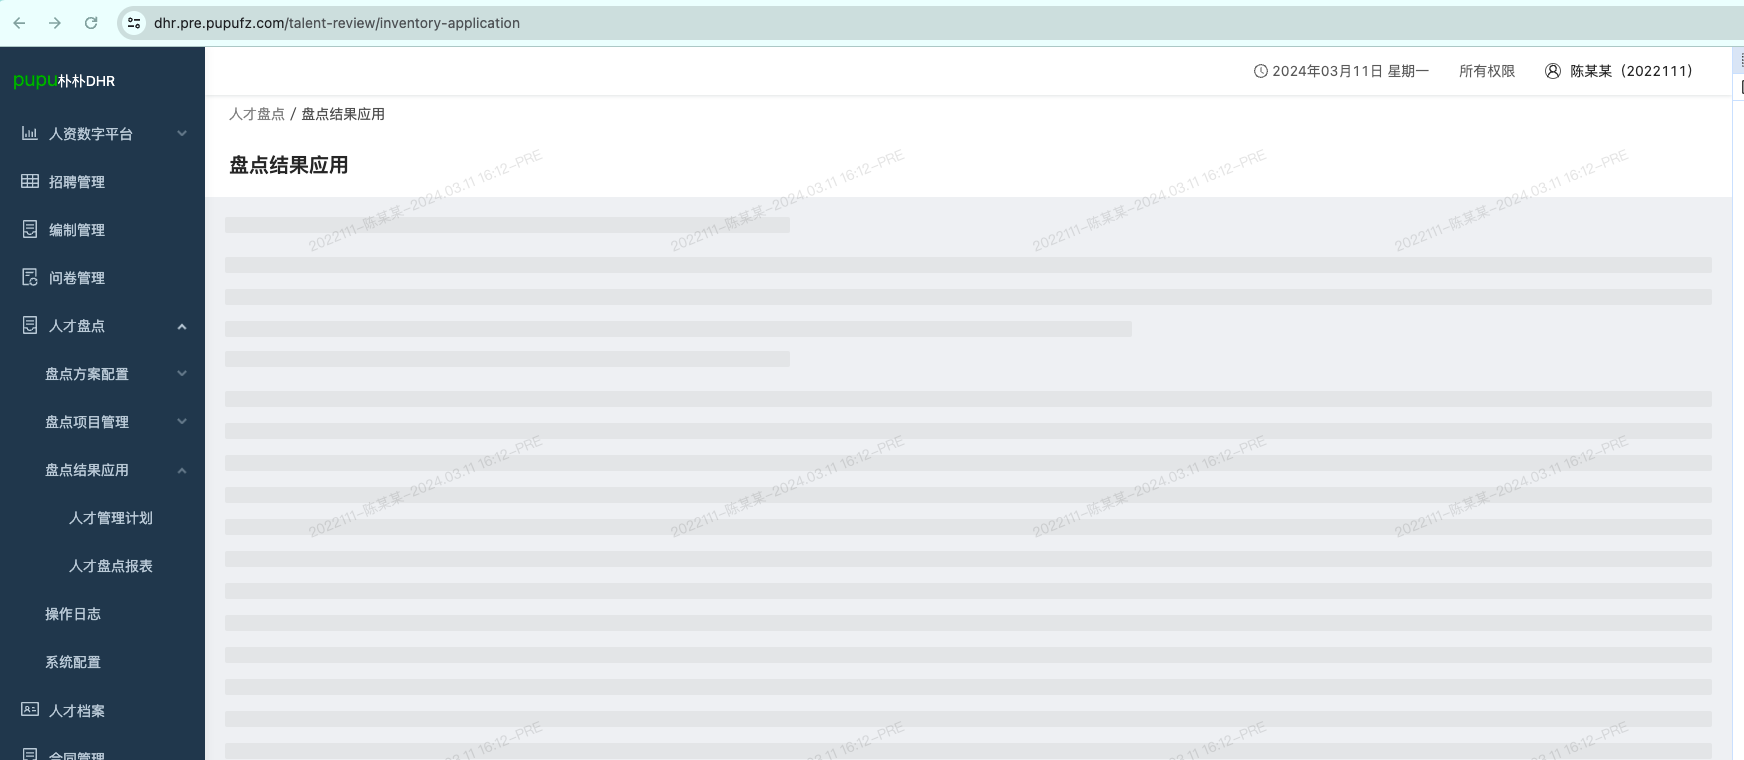 dhr.pre.pupufz.com/talent-review/inventory-application
pupu朴朴DHR
2024年03月11日 星期一 所有权限 陈某某（2022111）
人才盘点 / 盘点结果应用
盘点结果应用
人资数字平台
招聘管理
编制管理
问卷管理
人才盘点
盘点方案配置
盘点项目管理
盘点结果应用
人才管理计划
人才盘点报表
操作日志
系统配置
人才档案
合同管理
2022111-陈某某-2024.03.11 16:12-PRE
2022111-陈某某-2024.03.11 16:12-PRE
2022111-陈某某-2024.03.11 16:12-PRE
2022111-陈某某-2024.03.11 16:12-PRE
2022111-陈某某-2024.03.11 16:12-PRE
2022111-陈某某-2024.03.11 16:12-PRE
2022111-陈某某-2024.03.11 16:12-PRE
2022111-陈某某-2024.03.11 16:12-PRE
03.11 16:12-PRE
03.11 16:12-PRE
03.11 16:12-PRE
03.11 16:12-PRE